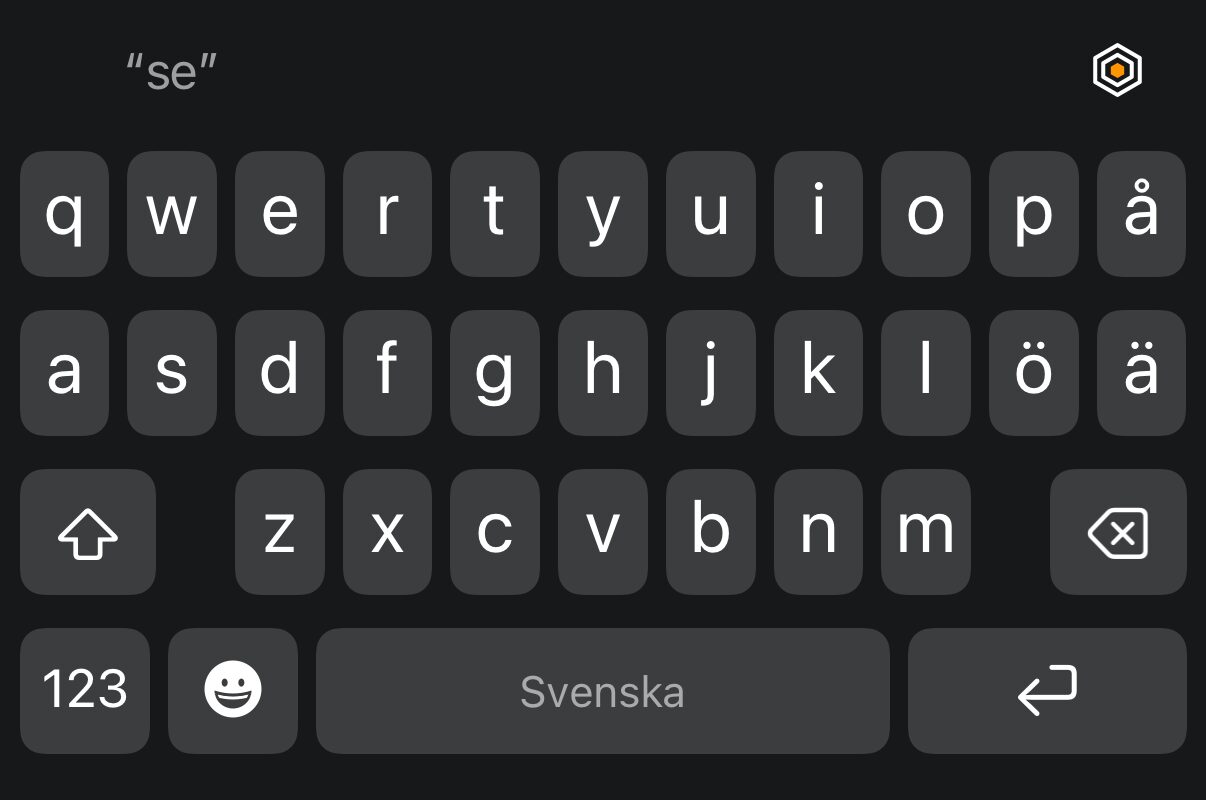 “se”
q w e r t y u i o p å
a s d f g h j k l ö ä
z x c v b n m
123 Svenska